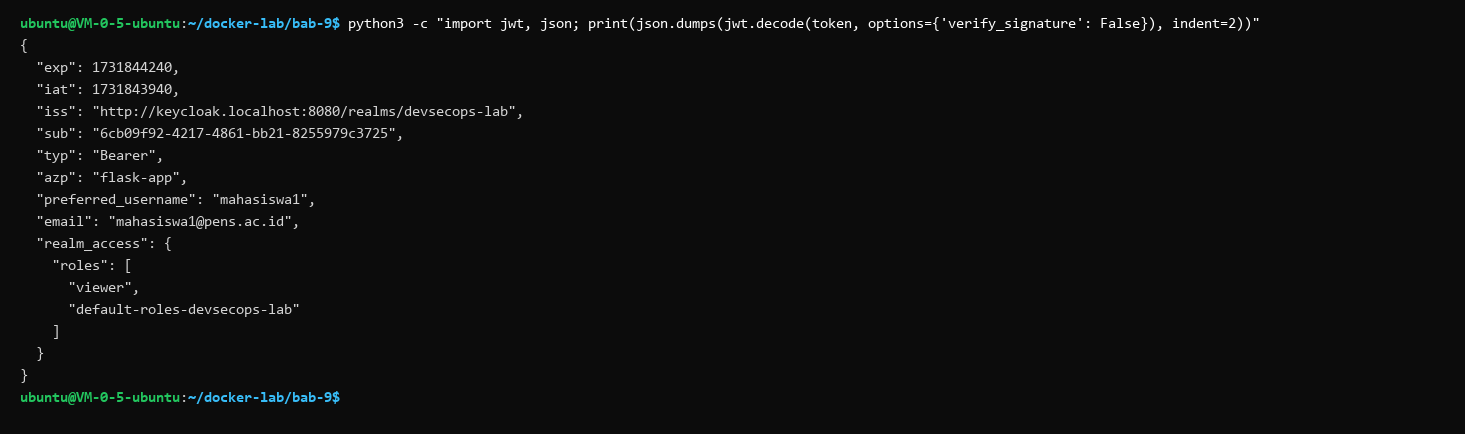 ubuntu@VM-0-5-ubuntu:~/docker-lab/bab-9$ python3 -c "import jwt, json; print(json.dumps(jwt.decode(token, options={'verify_signature': False}), indent=2))"
{
  "exp": 1731844240,
  "iat": 1731843940,
  "iss": "http://keycloak.localhost:8080/realms/devsecops-lab",
  "sub": "6cb09f92-4217-4861-bb21-8255979c3725",
  "typ": "Bearer",
  "azp": "flask-app",
  "preferred_username": "mahasiswa1",
  "email": "mahasiswa1@pens.ac.id",
  "realm_access": {
    "roles": [
      "viewer",
      "default-roles-devsecops-lab"
    ]
  }
}
ubuntu@VM-0-5-ubuntu:~/docker-lab/bab-9$